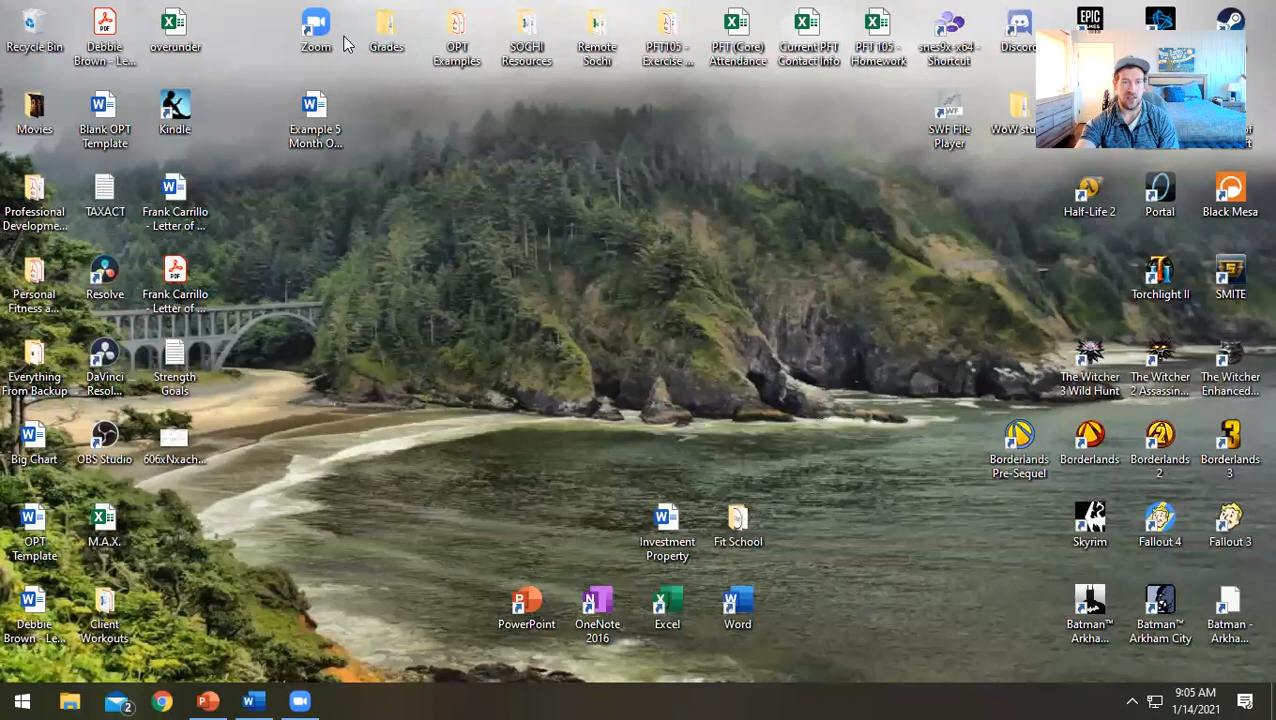 Recycle Bin
Debbie
Brown - Le...
overunder
Zoom
Grades
OPT
Examples
SOCHI
Resources
Remote
Sochi
PFT105 -
Exercise ...
PFT (Core)
Attendance
Current PFT
Contact Info
PFT 105 -
Homework
snes9x-x64 -
Shortcut
EPIC
GAMES
Movies
Blank OPT
Template
Kindle
Example 5
Month O...
SWF File
Player
Professional
Developme...
TAXACT
Frank Carrillo
- Letter of ...
Half-Life 2
Portal
Black Mesa
Personal
Fitness a...
Resolve
Frank Carrillo
- Letter of ...
Torchlight II
SMITE
Everything
From Backup
DaVinci
Resol...
Strength
Goals
The Witcher
3 Wild Hunt
The Witcher
2 Assassin...
The Witcher
Enhanced...
Big Chart
OBS Studio
606xNxach...
Borderlands
Pre-Sequel
Borderlands
Borderlands
2
Borderlands
3
OPT
Template
M.A.X.
Investment
Property
Fit School
Skyrim
Fallout 4
Fallout 3
Debbie
Brown - Le...
Client
Workouts
PowerPoint
OneNote
2016
Excel
Word
Batman™
Arkha...
Batman™
Arkham City
Batman -
Arkha...
2
9:05 AM
1/14/2021